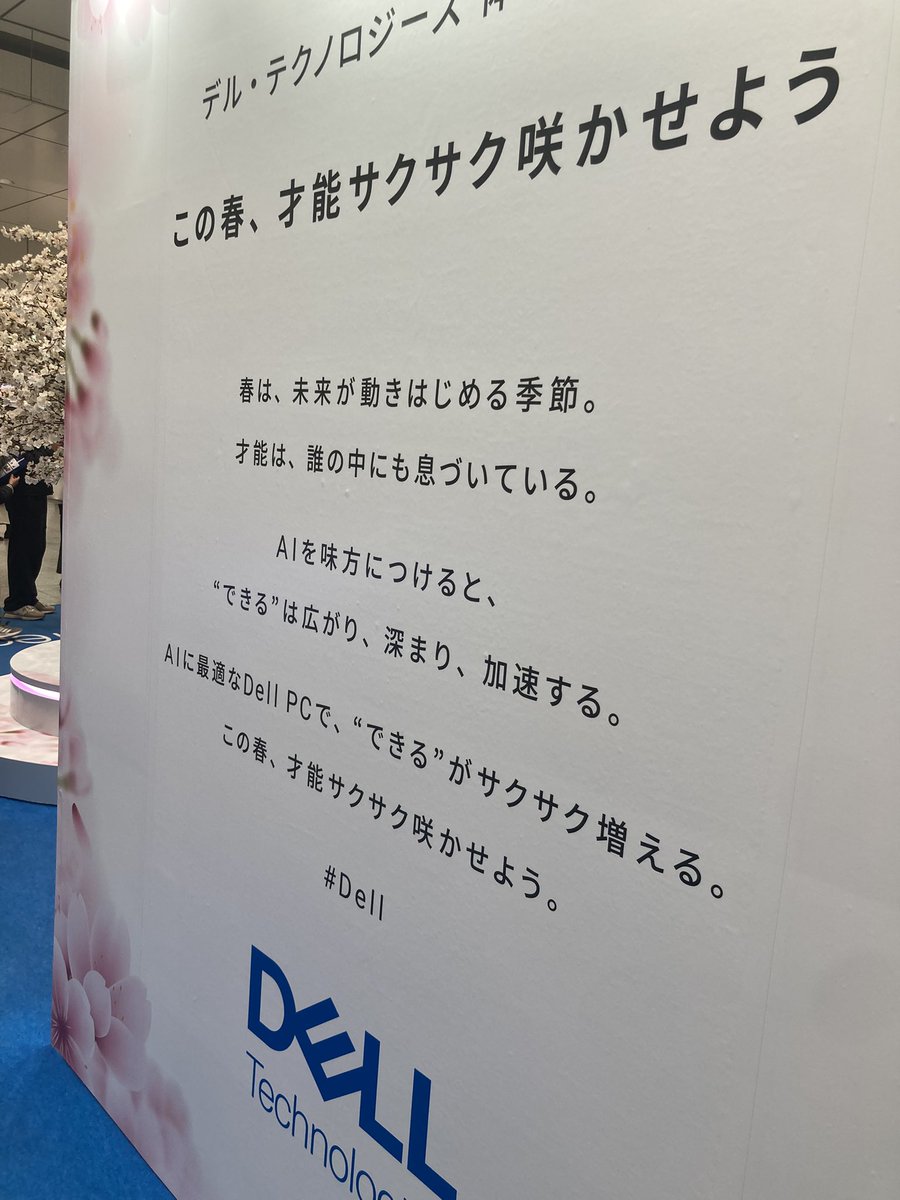 デル・テクノロジーズ
この春、才能サクサク咲かせよう
春は、未来が動きはじめる季節。
才能は、誰の中にも息づいている。
AIを味方につけると、
“できる”は広がり、深まり、加速する。
AIに最適なDell PCで、“できる”がサクサク増える。
この春、才能サクサク咲かせよう。
#Dell
DELL
Technolog